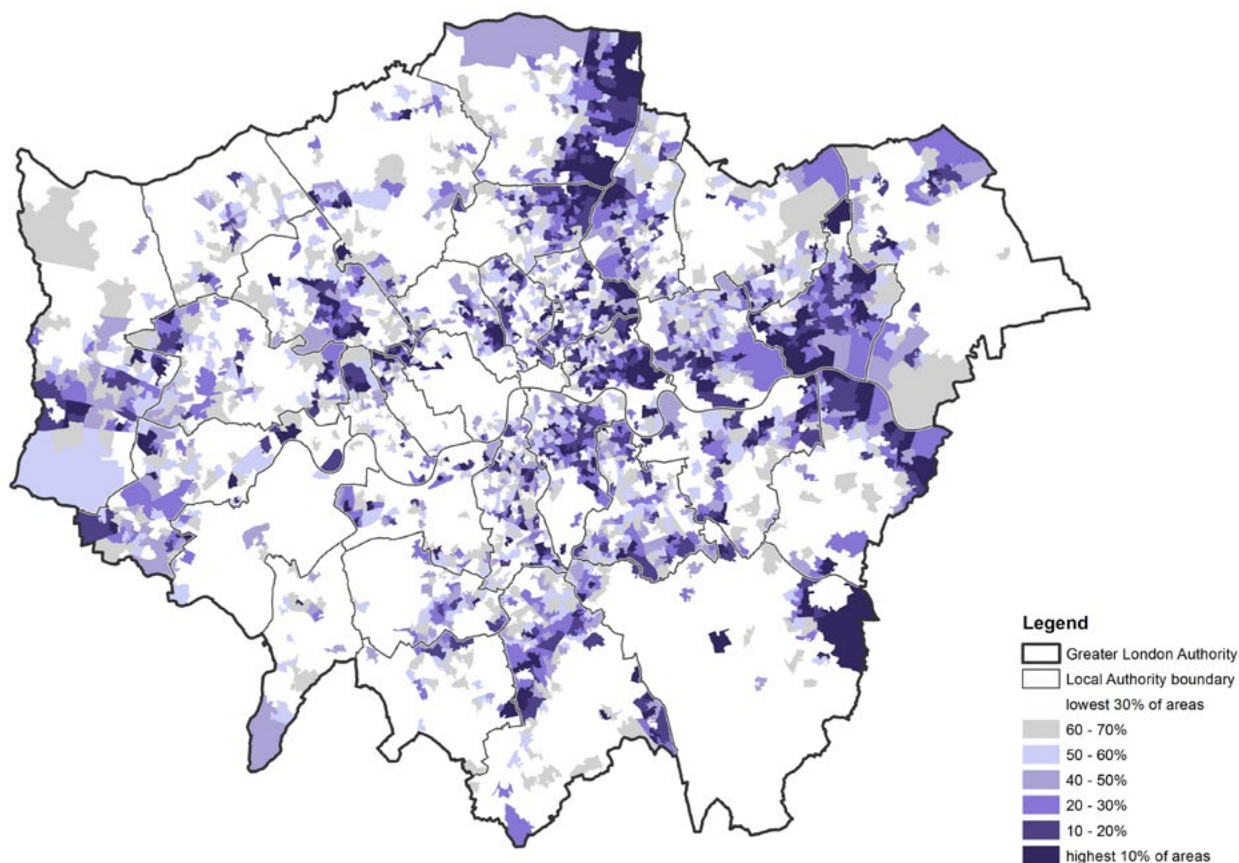 Legend
Greater London Authority
Local Authority boundary
lowest 30% of areas
60 - 70%
50 - 60%
40 - 50%
20 - 30%
10 - 20%
highest 10% of areas